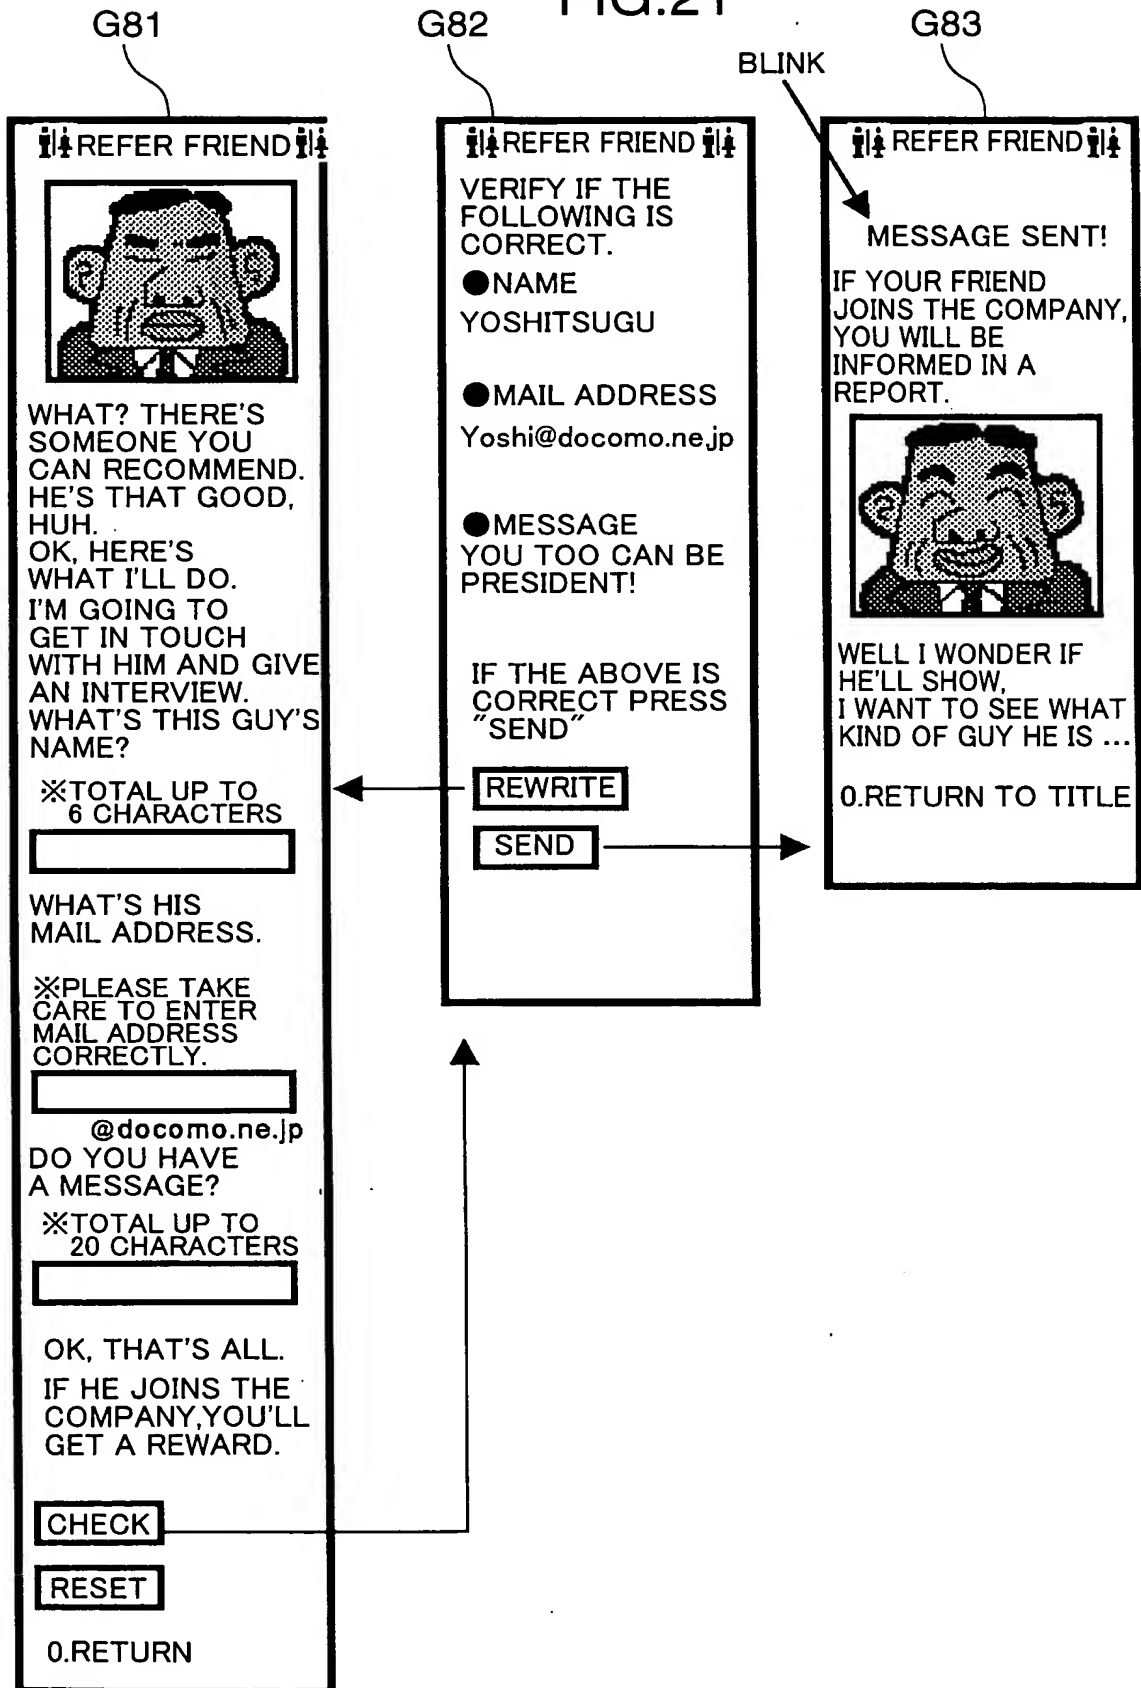 FIG.21
G81
G82
G83
BLINK
REFER FRIEND
WHAT? THERE'S
SOMEONE YOU
CAN RECOMMEND.
HE'S THAT GOOD,
HUH.
OK, HERE'S
WHAT I'LL DO.
I'M GOING TO
GET IN TOUCH
WITH HIM AND GIVE
AN INTERVIEW.
WHAT'S THIS GUY'S
NAME?
※TOTAL UP TO
6 CHARACTERS
WHAT'S HIS
MAIL ADDRESS.
※PLEASE TAKE
CARE TO ENTER
MAIL ADDRESS
CORRECTLY.
@docomo.ne.jp
DO YOU HAVE
A MESSAGE?
※TOTAL UP TO
20 CHARACTERS
OK, THAT'S ALL.
IF HE JOINS THE
COMPANY,YOU'LL
GET A REWARD.
CHECK
RESET
0.RETURN
REFER FRIEND
VERIFY IF THE
FOLLOWING IS
CORRECT.
●NAME
YOSHITSUGU
●MAIL ADDRESS
Yoshi@docomo.ne.jp
●MESSAGE
YOU TOO CAN BE
PRESIDENT!
IF THE ABOVE IS
CORRECT PRESS
"SEND"
REWRITE
SEND
REFER FRIEND
MESSAGE SENT!
IF YOUR FRIEND
JOINS THE COMPANY,
YOU WILL BE
INFORMED IN A
REPORT.
WELL I WONDER IF
HE'LL SHOW,
I WANT TO SEE WHAT
KIND OF GUY HE IS ...
0.RETURN TO TITLE